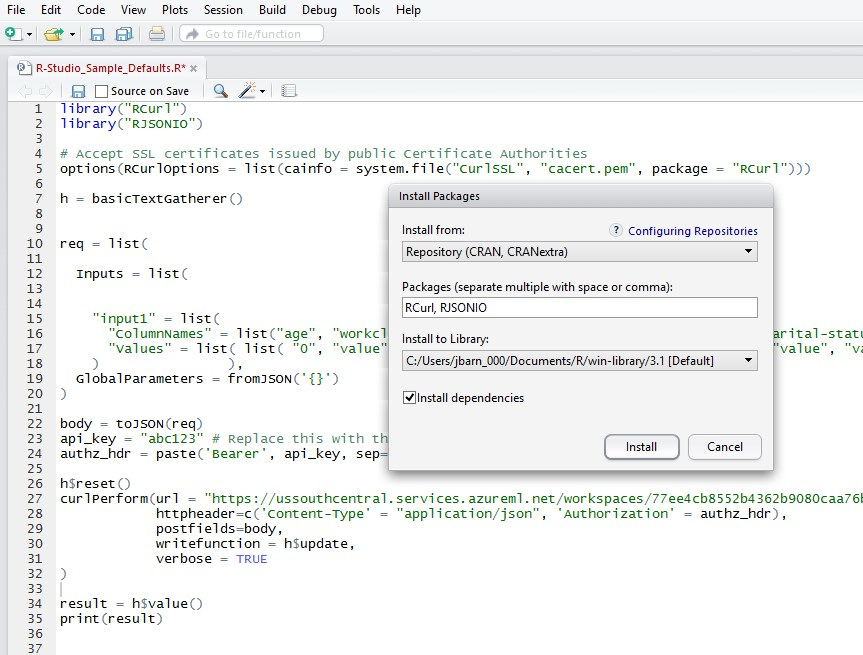 File Edit Code View Plots Session Build Debug Tools Help
Go to file/function
R-Studio_Sample_Defaults.R*
Source on Save
1 library("RCurl")
2 library("RJSONIO")
3
4 # Accept SSL certificates issued by public Certificate Authorities
5 options(RCurlOptions = list(cainfo = system.file("CurlSSL", "cacert.pem", package = "RCurl")))
6
7 h = basicTextGatherer()
8
9
10 req = list(
11
12 Inputs = list(
13
14
15 "input1" = list(
16 "ColumnNames" = list("age", "workcl arital-statu
17 "Values" = list( list( "0", "value" "value", "va
18 ) ),
19 GlobalParameters = fromJSON('{}')
20 )
21
22 body = toJSON(req)
23 api_key = "abc123" # Replace this with th
24 authz_hdr = paste('Bearer', api_key, sep=
25
26 h$reset()
27 curlPerform(url = "https://ussouthcentral.services.azureml.net/workspaces/77ee4cb8552b4362b9080caa76b
28 httpheader=c('Content-Type' = "application/json", 'Authorization' = authz_hdr),
29 postfields=body,
30 writefunction = h$update,
31 verbose = TRUE
32 )
33
34 result = h$value()
35 print(result)
36
37
Install Packages
Install from:
? Configuring Repositories
Repository (CRAN, CRANextra)
Packages (separate multiple with space or comma):
RCurl, RJSONIO
Install to Library:
C:/Users/jbarn_000/Documents/R/win-library/3.1 [Default]
Install dependencies
Install Cancel